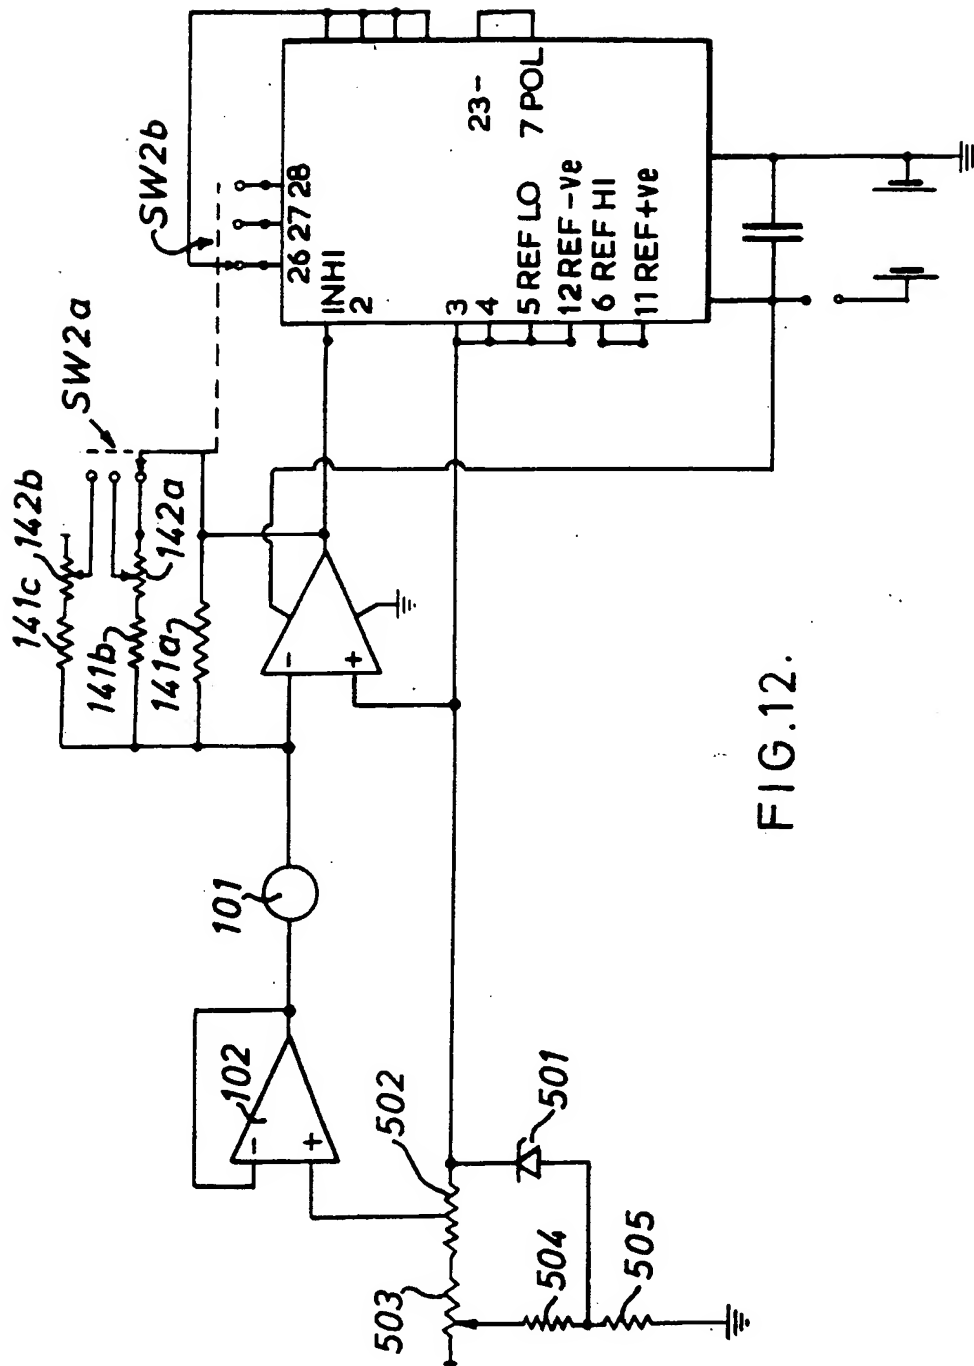 SW2b
SW2a
141c
142b
141b
142a
141a
26
27
28
INHI
2
3
4
5 REF LO
12 REF -Ve
6 REF HI
11 REF+ve
23-
7 POL
-
+
101
102
-
+
502
503
501
504
505
FIG.12.